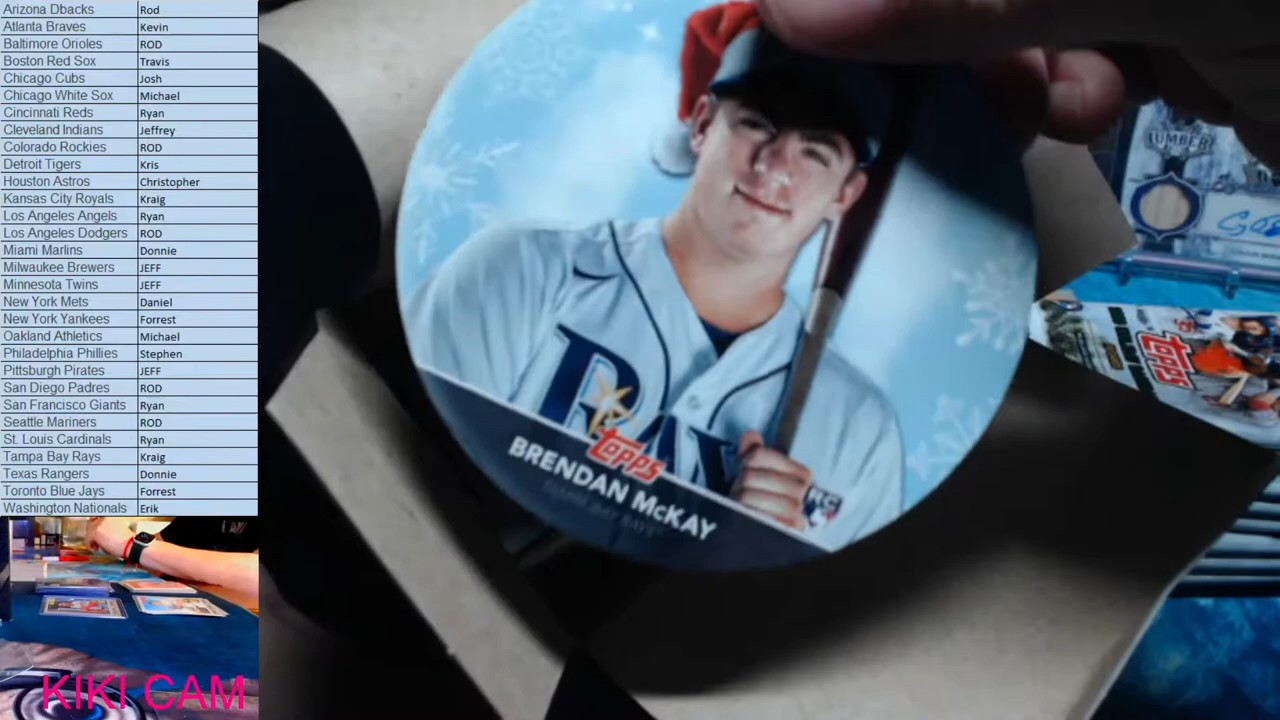 Arizona Dbacks Rod
Atlanta Braves Kevin
Baltimore Orioles ROD
Boston Red Sox Travis
Chicago Cubs Josh
Chicago White Sox Michael
Cincinnati Reds Ryan
Cleveland Indians Jeffrey
Colorado Rockies ROD
Detroit Tigers Kris
Houston Astros Christopher
Kansas City Royals Kraig
Los Angeles Angels Ryan
Los Angeles Dodgers ROD
Miami Marlins Donnie
Milwaukee Brewers JEFF
Minnesota Twins JEFF
New York Mets Daniel
New York Yankees Forrest
Oakland Athletics Michael
Philadelphia Phillies Stephen
Pittsburgh Pirates JEFF
San Diego Padres ROD
San Francisco Giants Ryan
Seattle Mariners ROD
St. Louis Cardinals Ryan
Tampa Bay Rays Kraig
Texas Rangers Donnie
Toronto Blue Jays Forrest
Washington Nationals Erik
KIKI CAM
RAY
topps
BRENDAN McKAY
TAMPA BAY RAYS
RC
LUMBER
topps